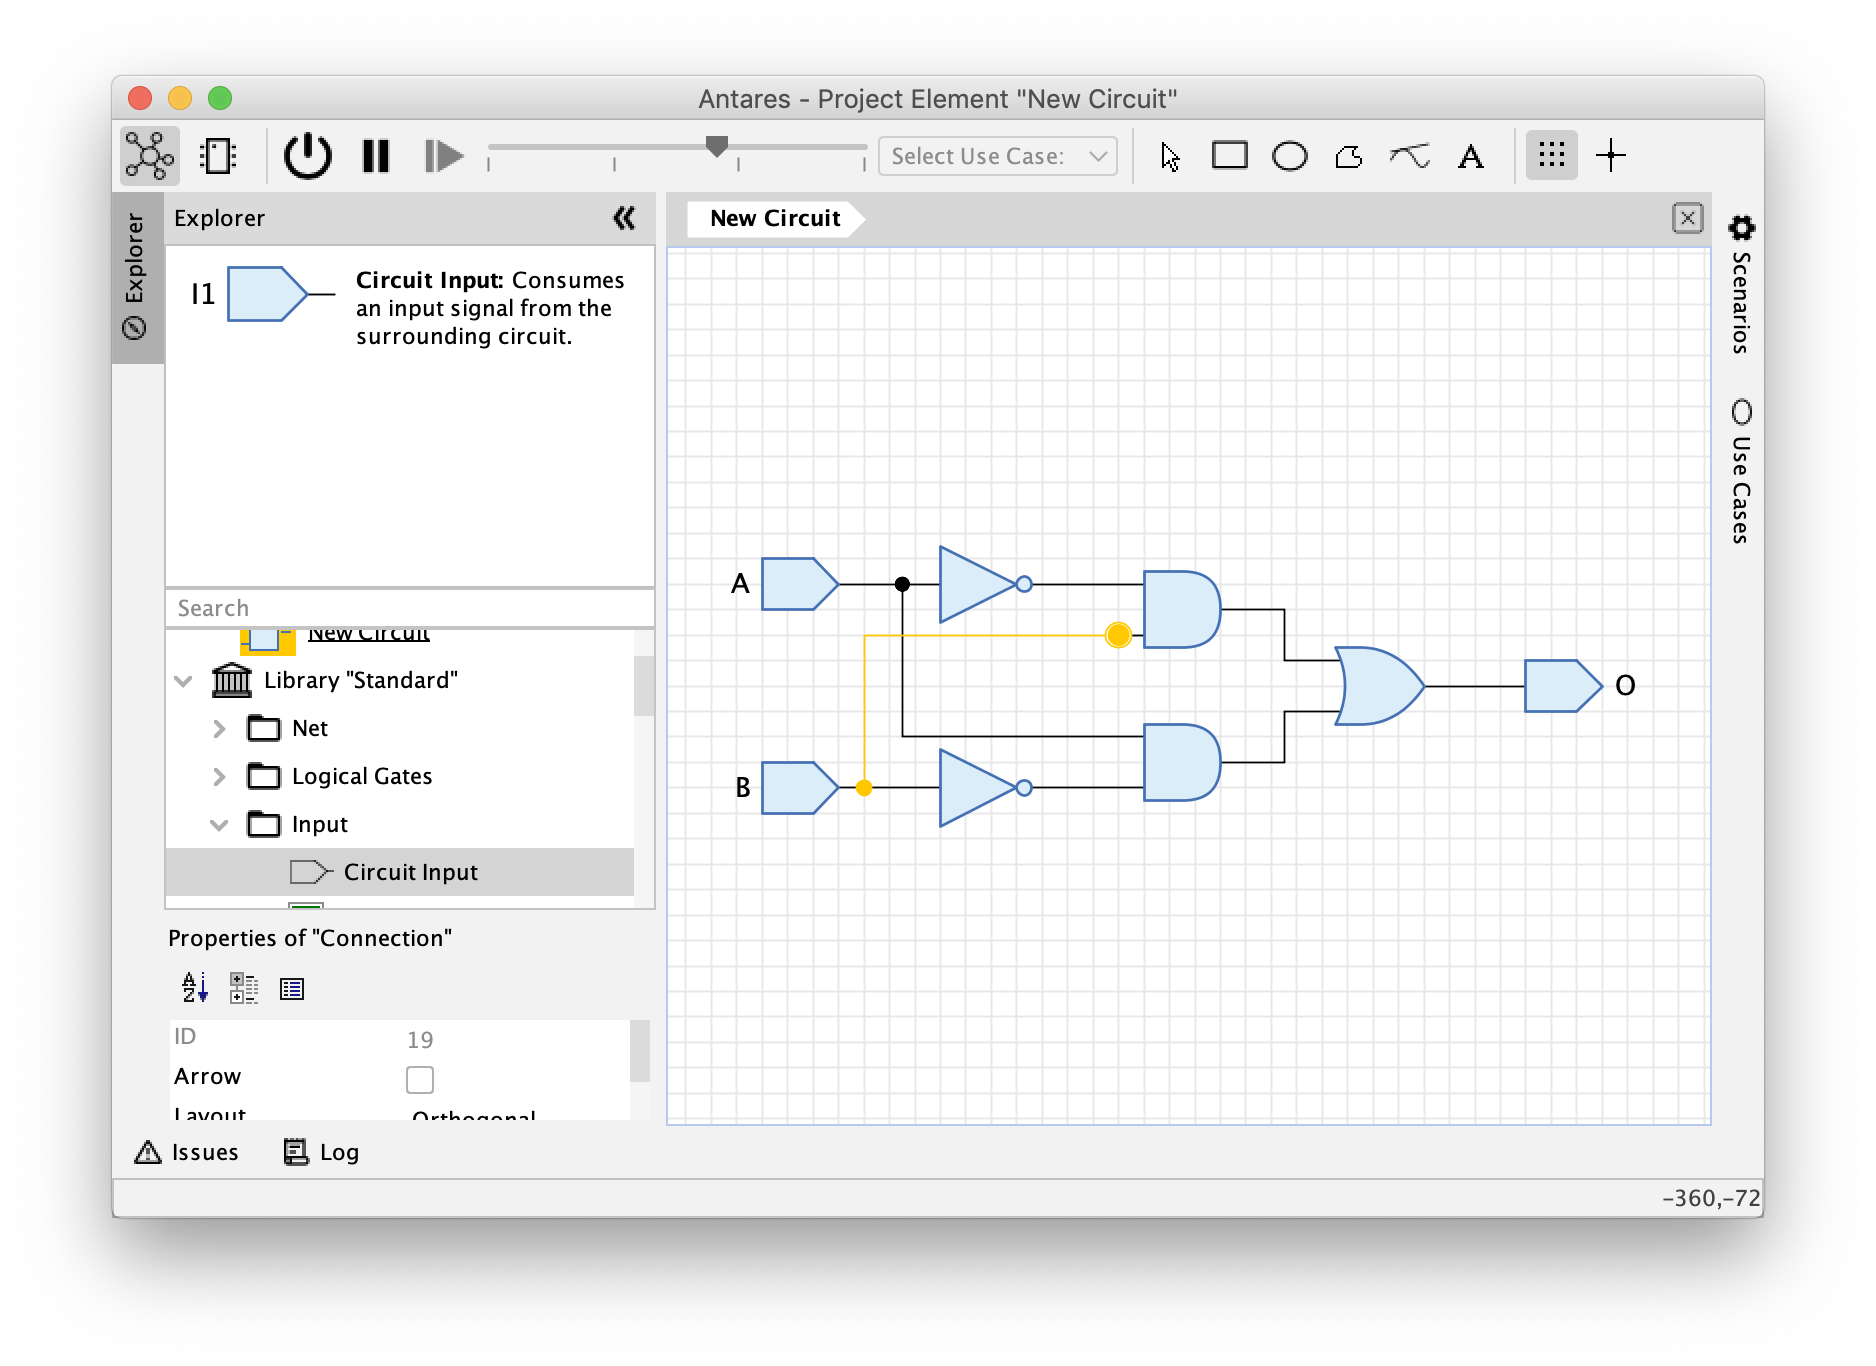 Antares - Project Element "New Circuit"
Select Use Case:
A
Explorer
Explorer
I1
Circuit Input: Consumes
an input signal from the
surrounding circuit.
Search
New Circuit
Library "Standard"
Net
Logical Gates
Input
Circuit Input
Properties of "Connection"
A
Z
ID 19
Arrow
Layout Orthogonal
New Circuit
A
B
O
Scenarios
Use Cases
Issues
Log
-360,-72